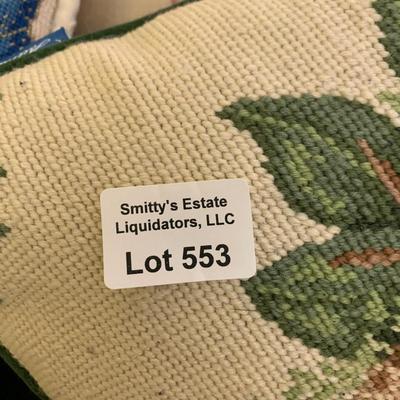 Smitty's Estate
Liquidators, LLC
Lot 553